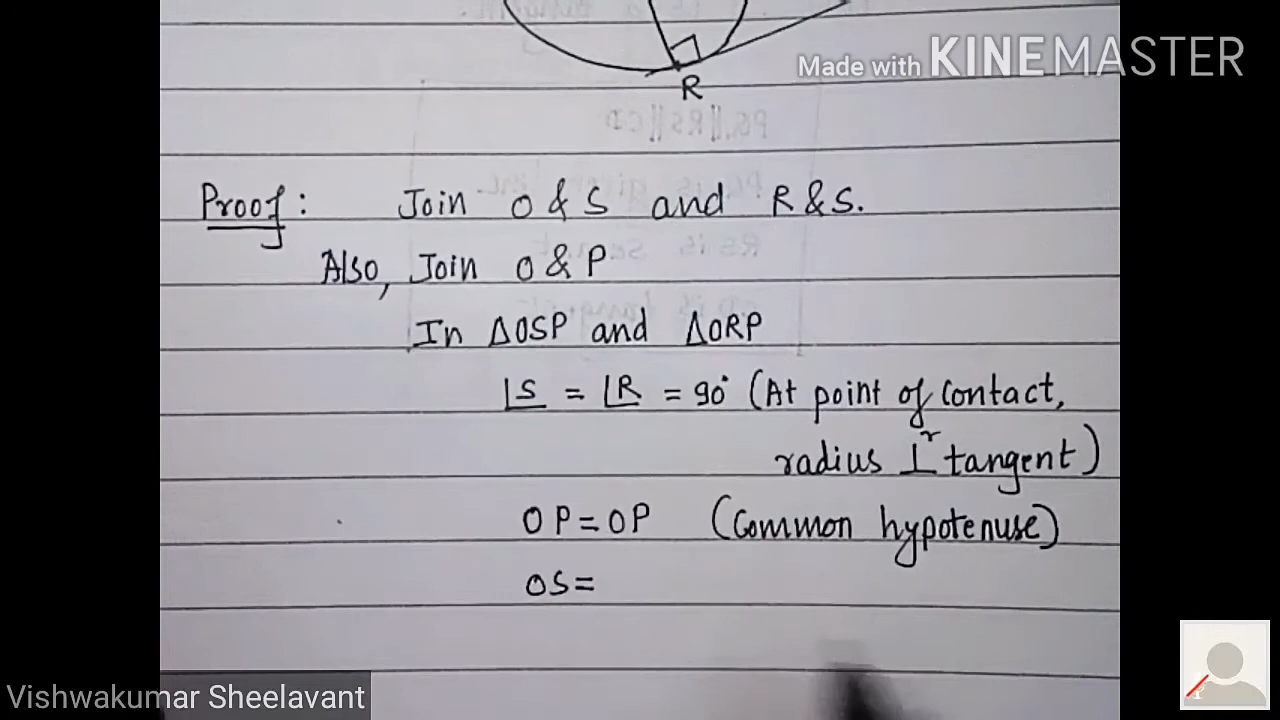 Made with KINEMASTER
R
Proof: Join O & S and R & S.
Also, Join O & P
In ΔOSP and ΔORP
∠S = ∠R = 90° (At point of contact,
radius ⊥r tangent)
OP = OP (Common hypotenuse)
OS =
Vishwakumar Sheelavant